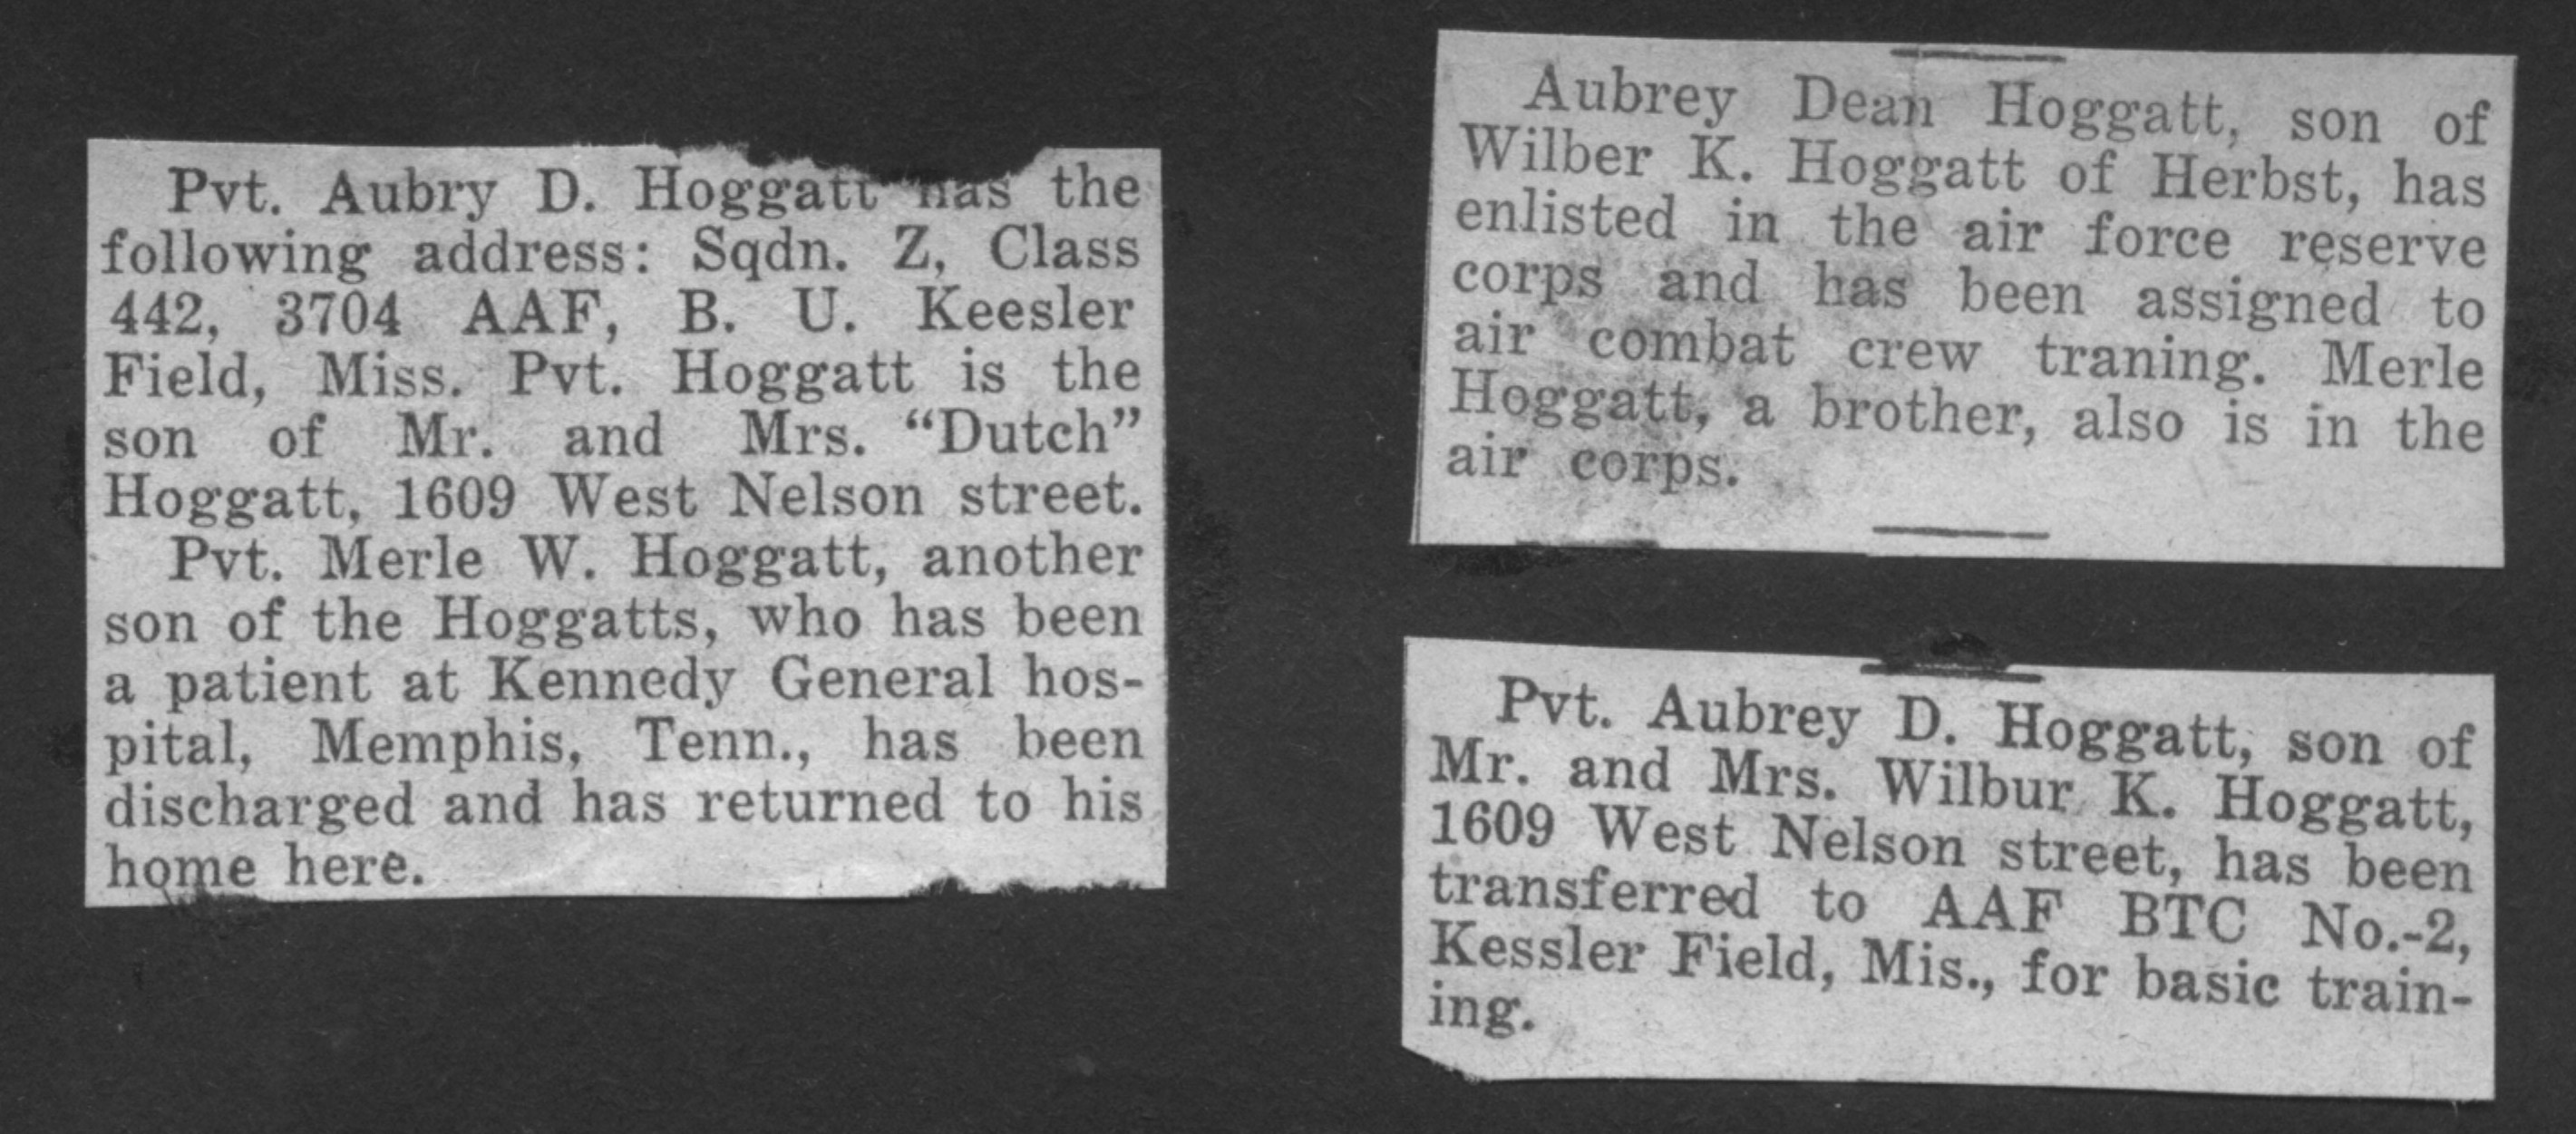 Pvt. Aubry D. Hoggatt has the
following address: Sqdn. Z, Class
442, 3704 AAF, B. U. Keesler
Field, Miss. Pvt. Hoggatt is the
son of Mr. and Mrs. “Dutch”
Hoggatt, 1609 West Nelson street.
Pvt. Merle W. Hoggatt, another
son of the Hoggatts, who has been
a patient at Kennedy General hos-
pital, Memphis, Tenn., has been
discharged and has returned to his
home here.
Aubrey Dean Hoggatt, son of
Wilber K. Hoggatt of Herbst, has
enlisted in the air force reserve
corps and has been assigned to
air combat crew traning. Merle
Hoggatt, a brother, also is in the
air corps.
Pvt. Aubrey D. Hoggatt, son of
Mr. and Mrs. Wilbur K. Hoggatt,
1609 West Nelson street, has been
transferred to AAF BTC No.-2,
Kessler Field, Mis., for basic train-
ing.